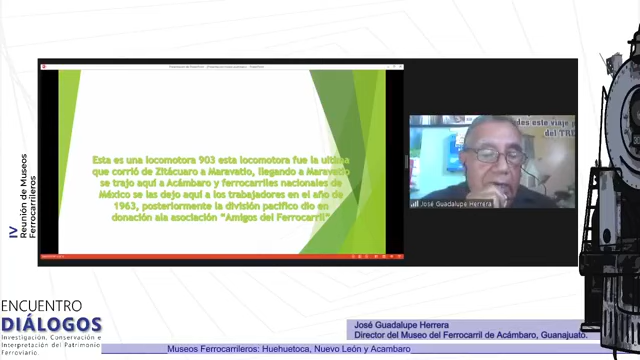 Esta es una locomotora 903 esta locomotora fue la ultima
que corrió de Zitácuaro a Maravatío, llegando a Maravatío
se trajo aquí a Acámbaro y ferrocarriles nacionales de
México se las dejo aquí a los trabajadores en el año de
1963, posteriormente la división pacifico dio en
donación ala asociación "Amigos del Ferrocarril"
des este viaje p
del TR
José Guadalupe Herrera
IV
Reunión de Museos
Ferrocarrileros
ENCUENTRO
DIÁLOGOS
Investigación, Conservación e
Interpretación del Patrimonio
Ferroviario.
José Guadalupe Herrera
Director del Museo del Ferrocarril de Acámbaro, Guanajuato.
Museos Ferrocarrileros: Huehuetoca, Nuevo León y Acambaro